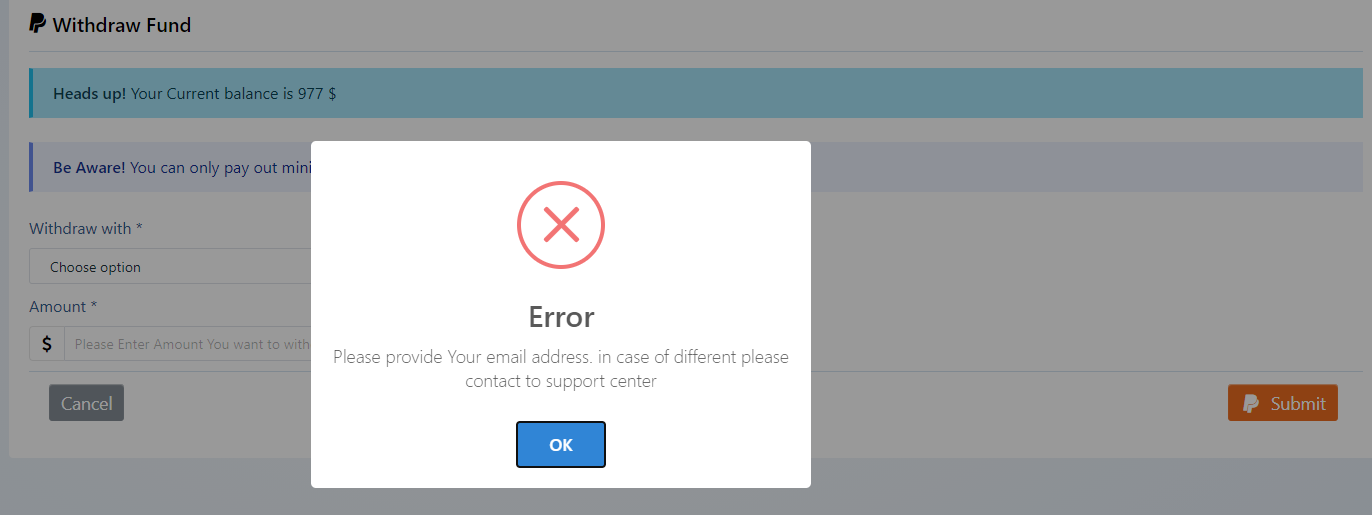 Withdraw Fund
Heads up! Your Current balance is 977 $
Be Aware! You can only pay out mini
Withdraw with *
Choose option
Amount *
$ Please Enter Amount You want to with
Error
Please provide Your email address. in case of different please
contact to support center
OK
Cancel
Submit